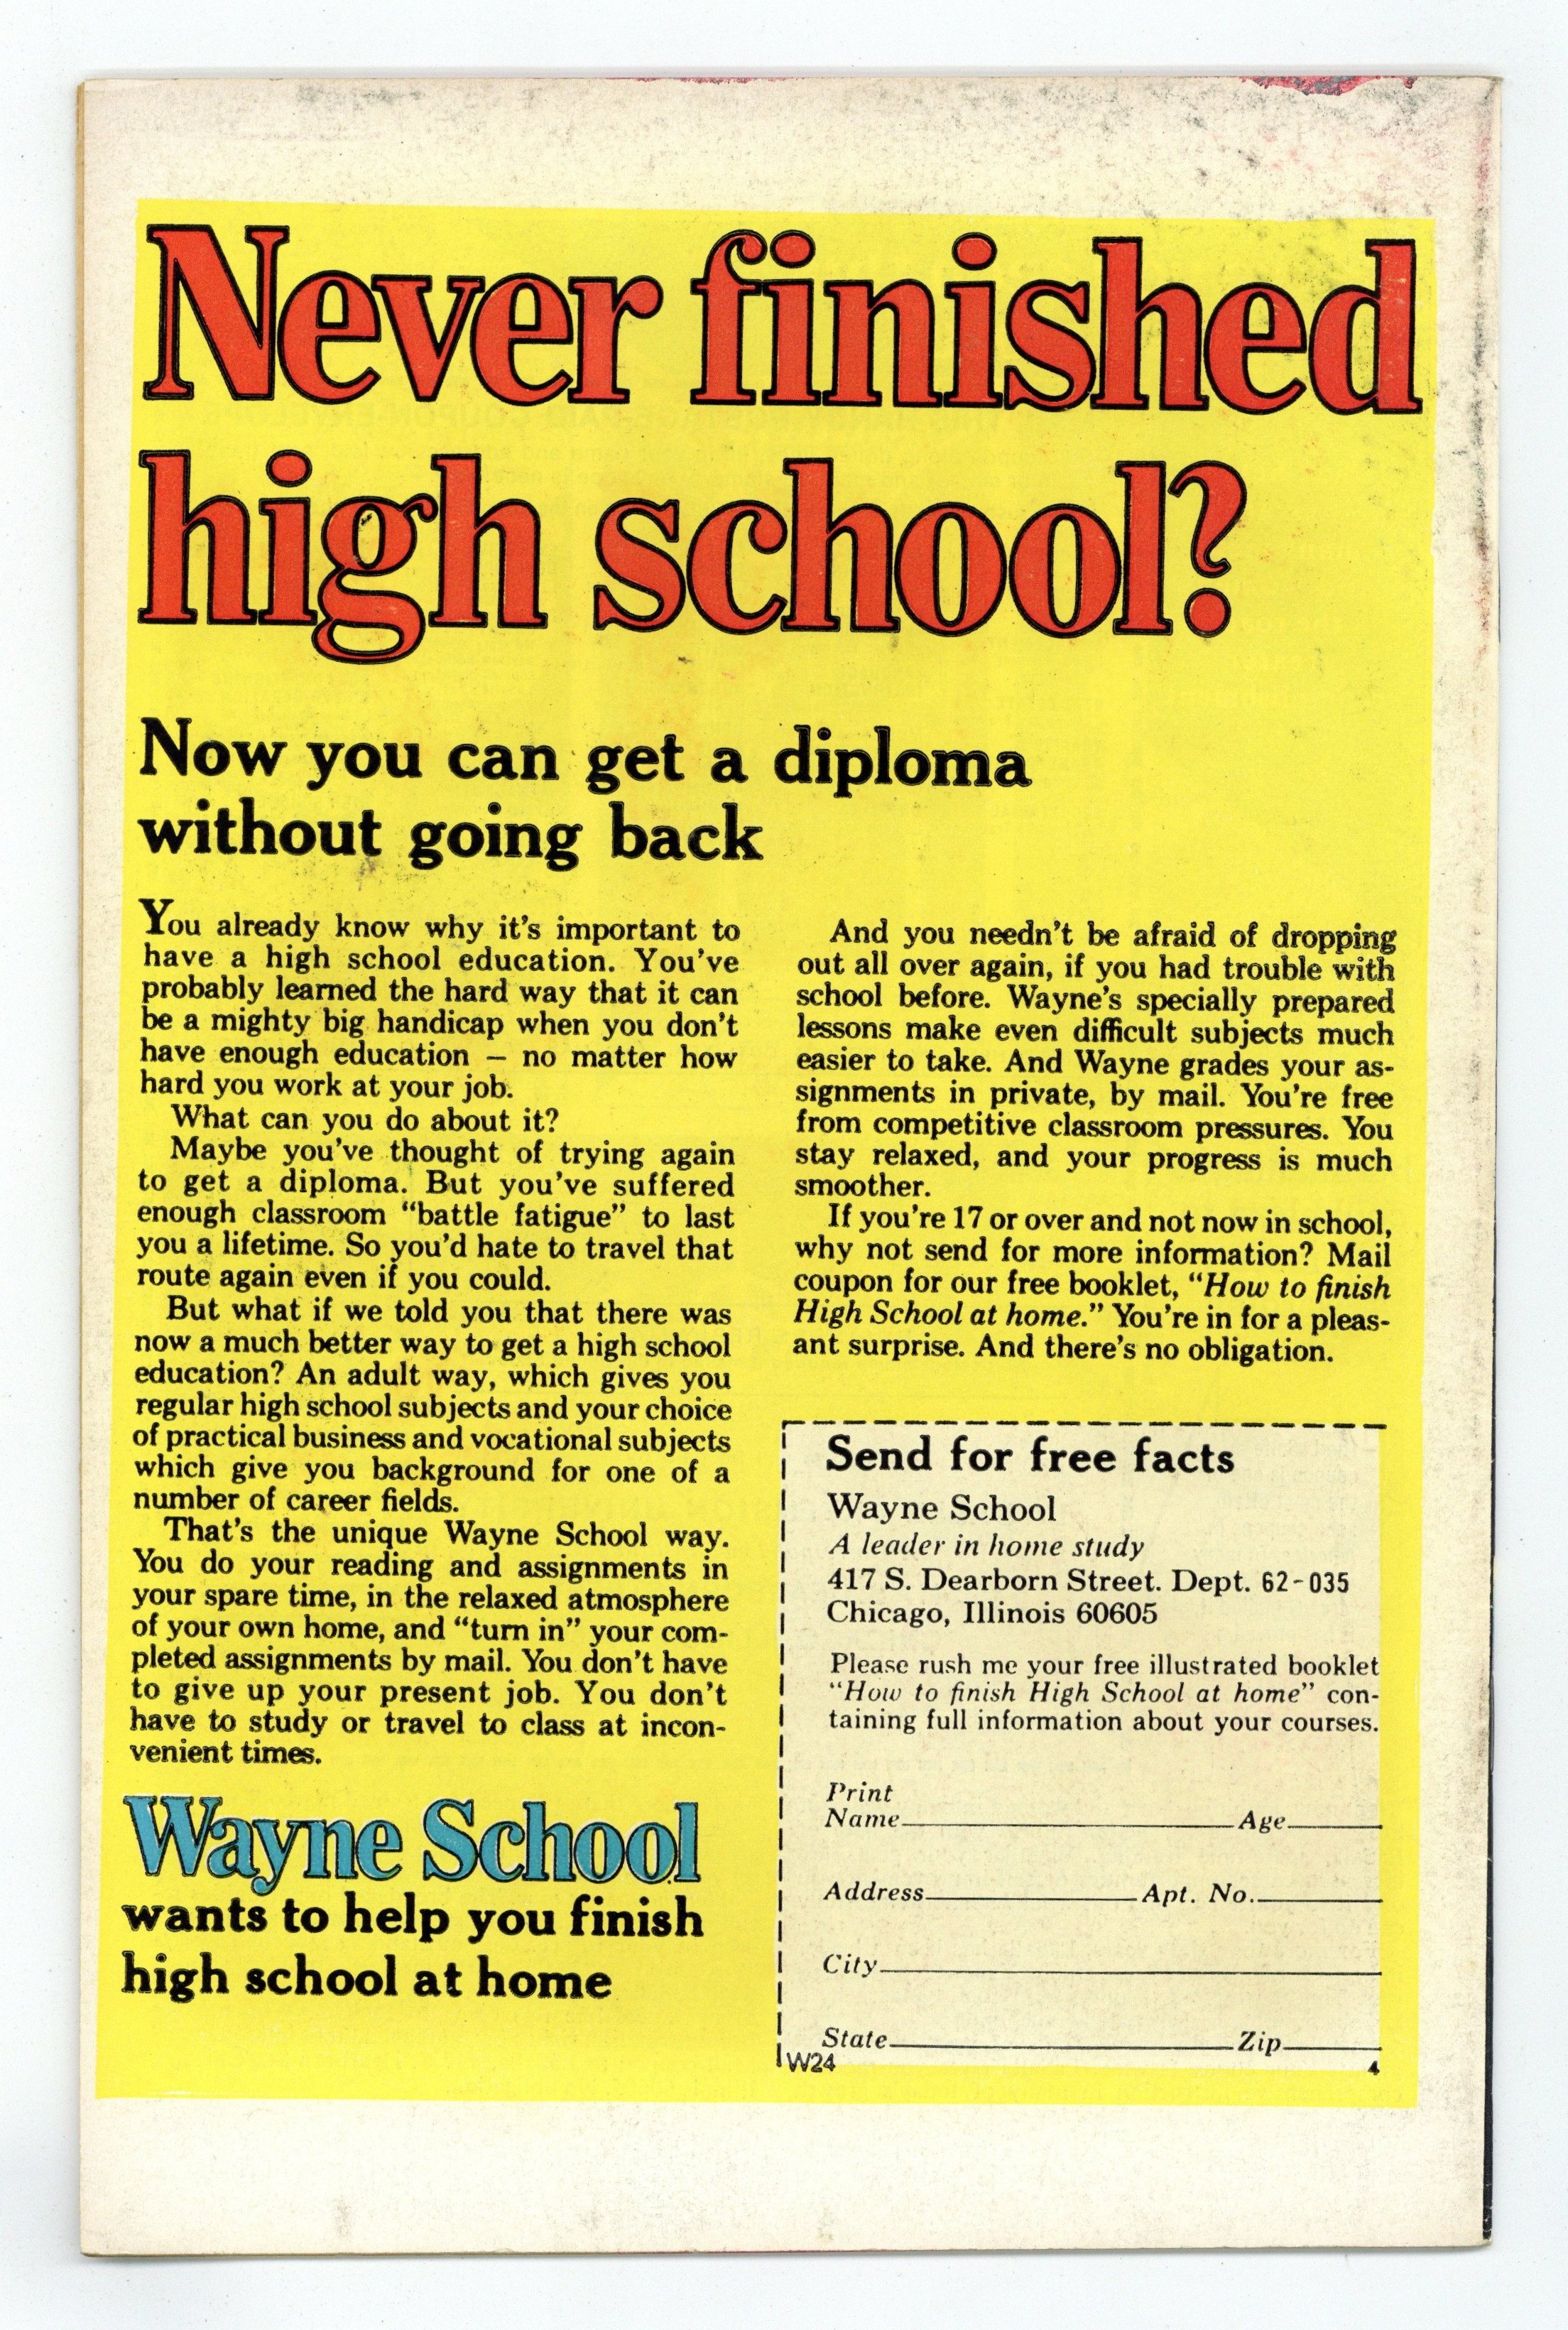 Never finished
high school?
Now you can get a diploma
without going back
You already know why it's important to
have a high school education. You've
probably learned the hard way that it can
be a mighty big handicap when you don't
have enough education – no matter how
hard you work at your job.
What can you do about it?
Maybe you've thought of trying again
to get a diploma. But you've suffered
enough classroom "battle fatigue" to last
you a lifetime. So you'd hate to travel that
route again even if you could.
But what if we told you that there was
now a much better way to get a high school
education? An adult way, which gives you
regular high school subjects and your choice
of practical business and vocational subjects
which give you background for one of a
number of career fields.
That's the unique Wayne School way.
You do your reading and assignments in
your spare time, in the relaxed atmosphere
of your own home, and "turn in" your com-
pleted assignments by mail. You don't have
to give up your present job. You don't
have to study or travel to class at incon-
venient times.
Wayne School
wants to help you finish
high school at home
And you needn't be afraid of dropping
out all over again, if you had trouble with
school before. Wayne's specially prepared
lessons make even difficult subjects much
easier to take. And Wayne grades your as-
signments in private, by mail. You're free
from competitive classroom pressures. You
stay relaxed, and your progress is much
smoother.
If you're 17 or over and not now in school,
why not send for more information? Mail
coupon for our free booklet, "How to finish
High School at home." You're in for a pleas-
ant surprise. And there's no obligation.
Send for free facts
Wayne School
A leader in home study
417 S. Dearborn Street. Dept. 62-035
Chicago, Illinois 60605
Please rush me your free illustrated booklet
"How to finish High School at home" con-
taining full information about your courses.
Print
Name Age
Address Apt. No.
City
State Zip
W24 4